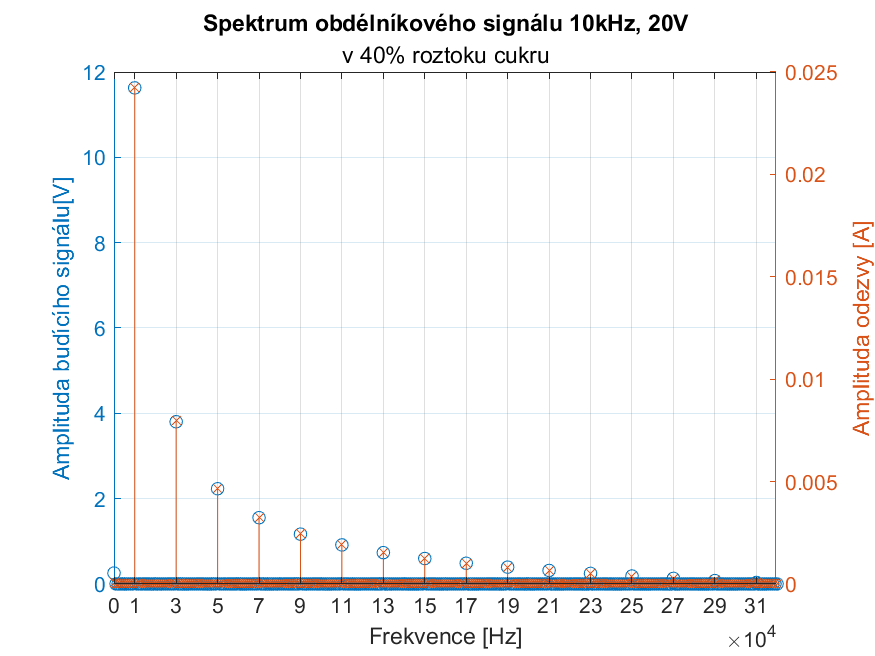 Spektrum obdélníkového signálu 10kHz, 20V
v 40% roztoku cukru
Amplituda budícího signálu[V]
12
10
8
6
4
2
0
0.025
0.02
0.015
0.01
0.005
0
Amplituda odezvy [A]
0 1 3 5 7 9 11 13 15 17 19 21 23 25 27 29 31
×10⁴
Frekvence [Hz]